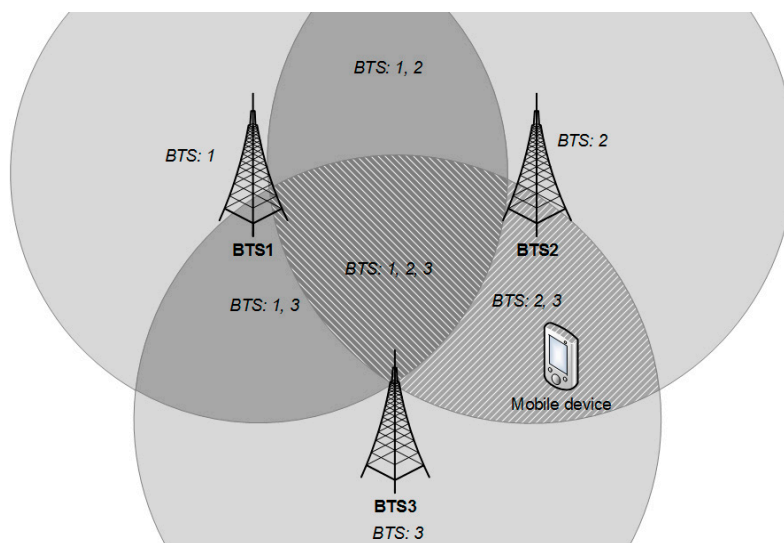 BTS: 1, 2
BTS: 1
BTS: 2
BTS1
BTS2
BTS: 1, 2, 3
BTS: 1, 3
BTS: 2, 3
Mobile device
BTS3
BTS: 3